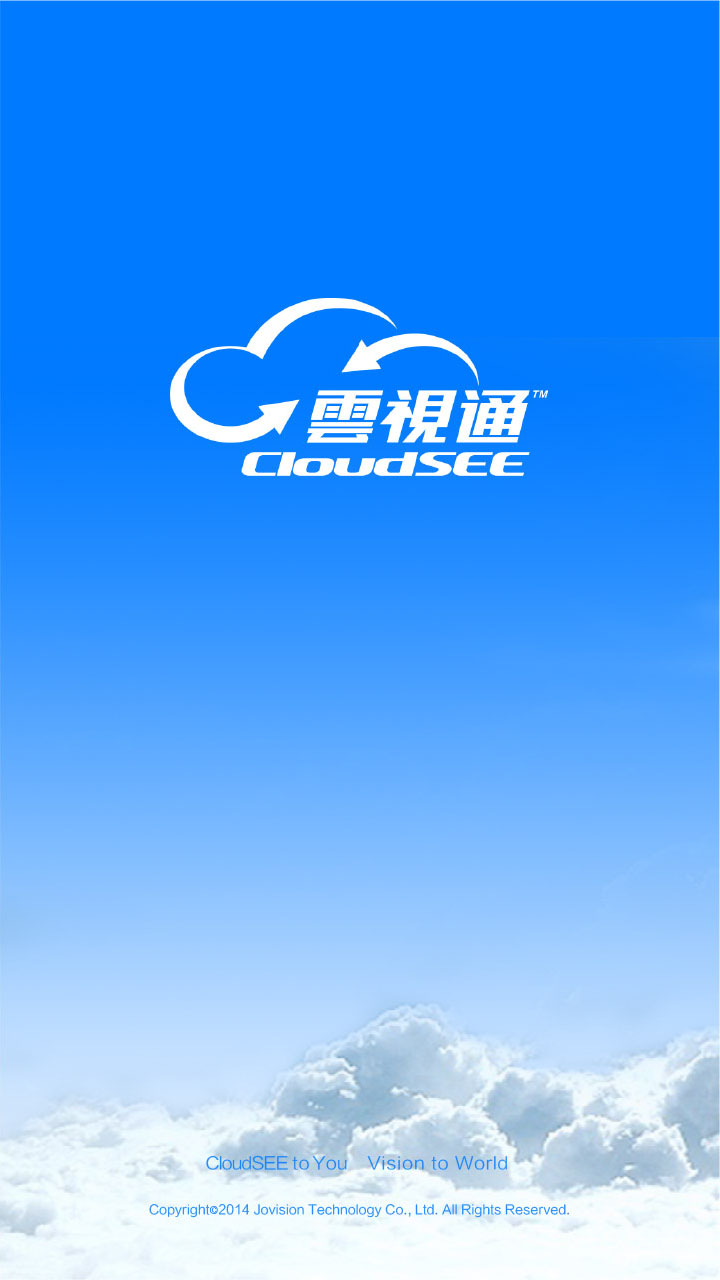 雲視通™
CloudSEE
CloudSEE to You Vision to World
Copyright©2014 Jovision Technology Co., Ltd. All Rights Reserved.